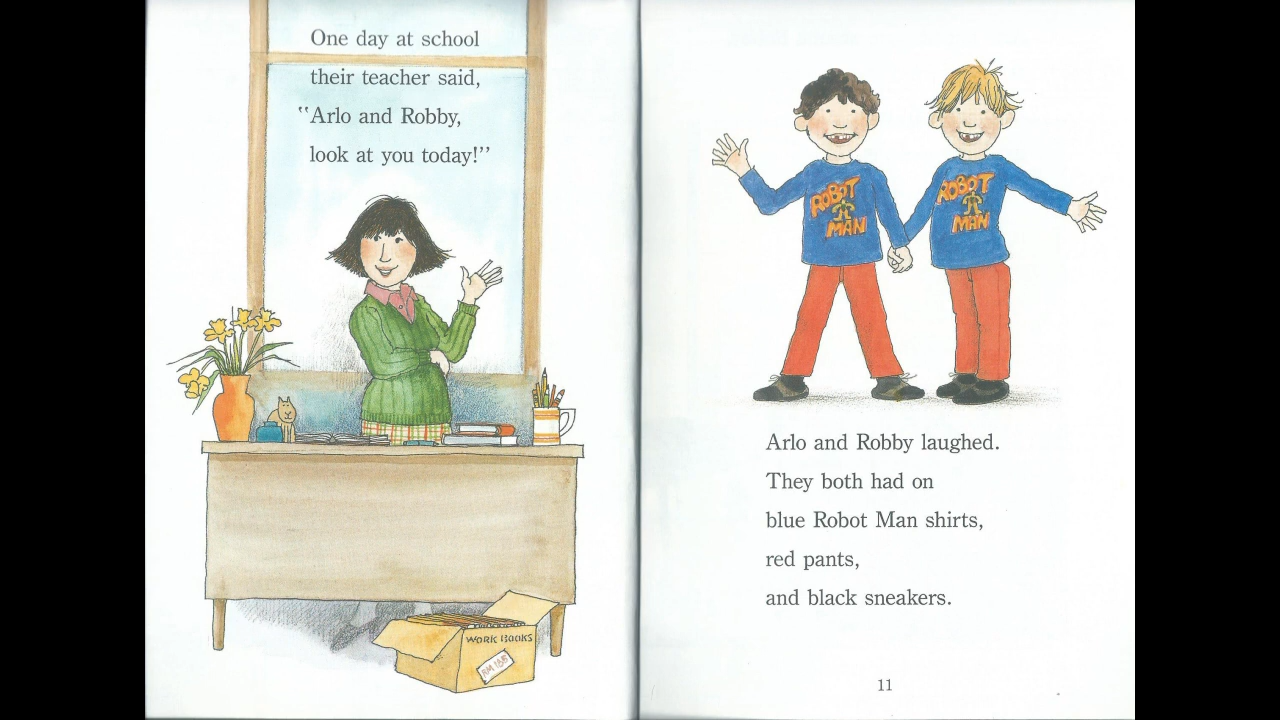 One day at school
their teacher said,
‘‘Arlo and Robby,
look at you today!’’
WORK BOOKS
RM 15B
ROBOT
MAN
ROBOT
MAN
Arlo and Robby laughed.
They both had on
blue Robot Man shirts,
red pants,
and black sneakers.
11